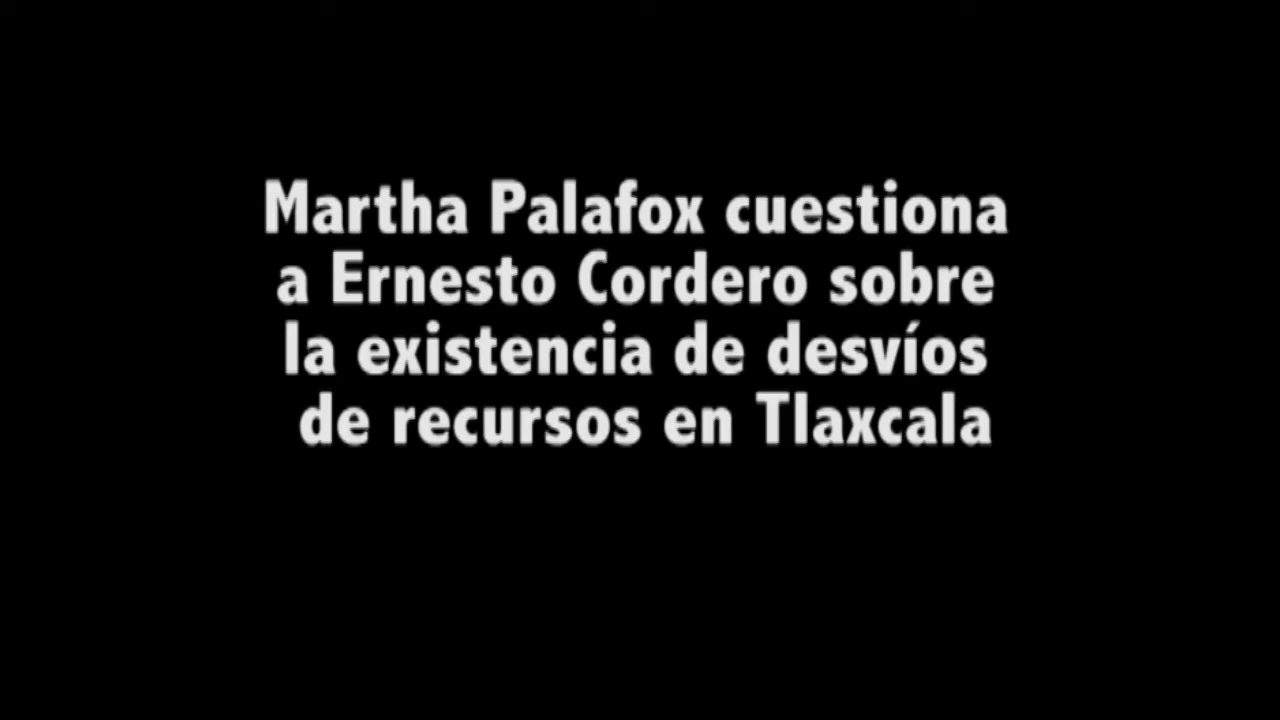 Martha Palafox cuestiona
a Ernesto Cordero sobre
la existencia de desvíos
de recursos en Tlaxcala